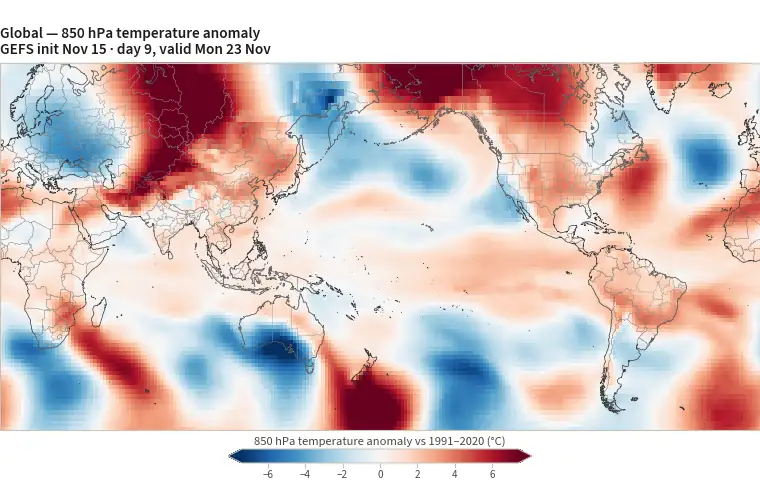 Global — 850 hPa temperature anomaly
GEFS init Nov 15 · day 9, valid Mon 23 Nov
850 hPa temperature anomaly vs 1991–2020 (°C)
−6 −4 −2 0 2 4 6